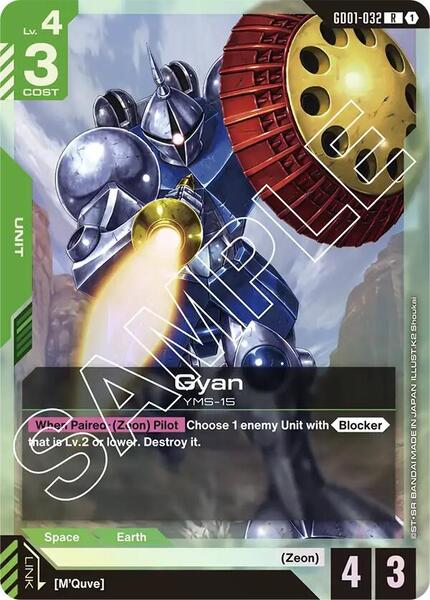 Lv. 4
GD01-032 R 1
3
COST
UNIT
SAMPLE
Gyan
YMS-15
When Paired･(Zeon) Pilot Choose 1 enemy Unit with Blocker
that is Lv.2 or lower. Destroy it.
©ST・SR BANDAI MADE IN JAPAN ILLUST.K2 Shoukai
Space Earth
(Zeon)
LINK
[M'Quve]
4 3